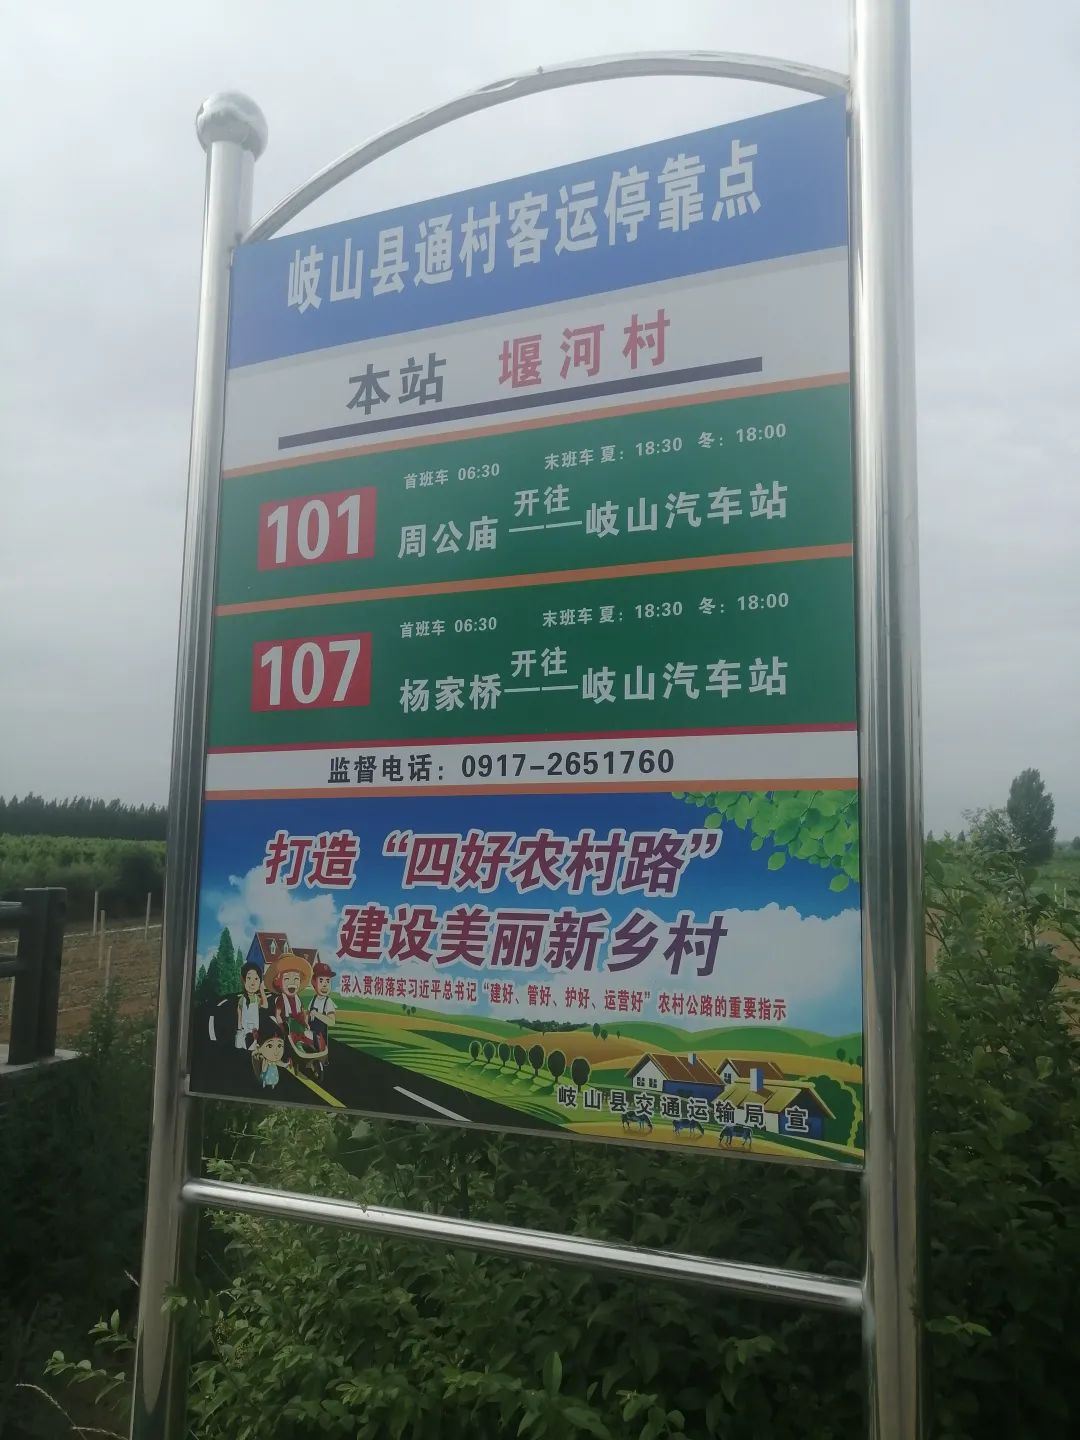 岐山县通村客运停靠点
本站 堰河村
首班车 06:30 末班车 夏：18:30 冬：18:00
101 周公庙——开往——岐山汽车站
首班车 06:30 末班车 夏：18:30 冬：18:00
107 杨家桥——开往——岐山汽车站
监督电话：0917-2651760
打造“四好农村路”
建设美丽新乡村
深入贯彻落实习近平总书记“建好、管好、护好、运营好”农村公路的重要指示
岐山县交通运输局 宣